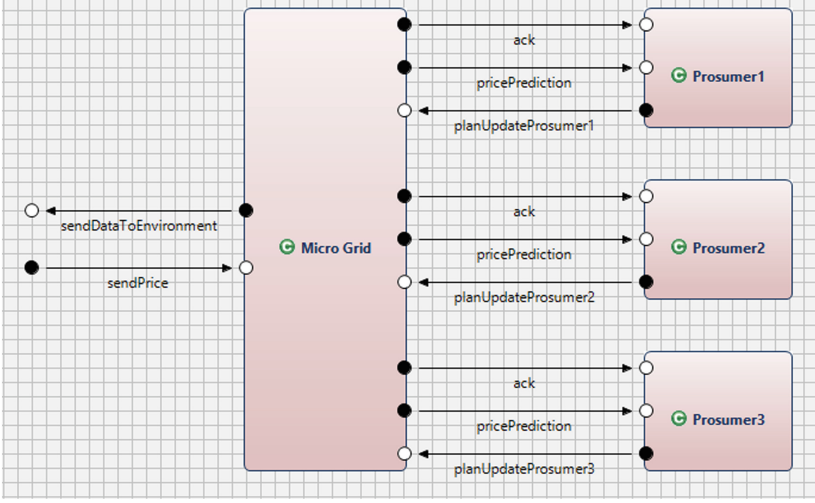 ack
pricePrediction
planUpdateProsumer1
C Prosumer1
sendDataToEnvironment
sendPrice
C Micro Grid
ack
pricePrediction
planUpdateProsumer2
C Prosumer2
ack
pricePrediction
planUpdateProsumer3
C Prosumer3